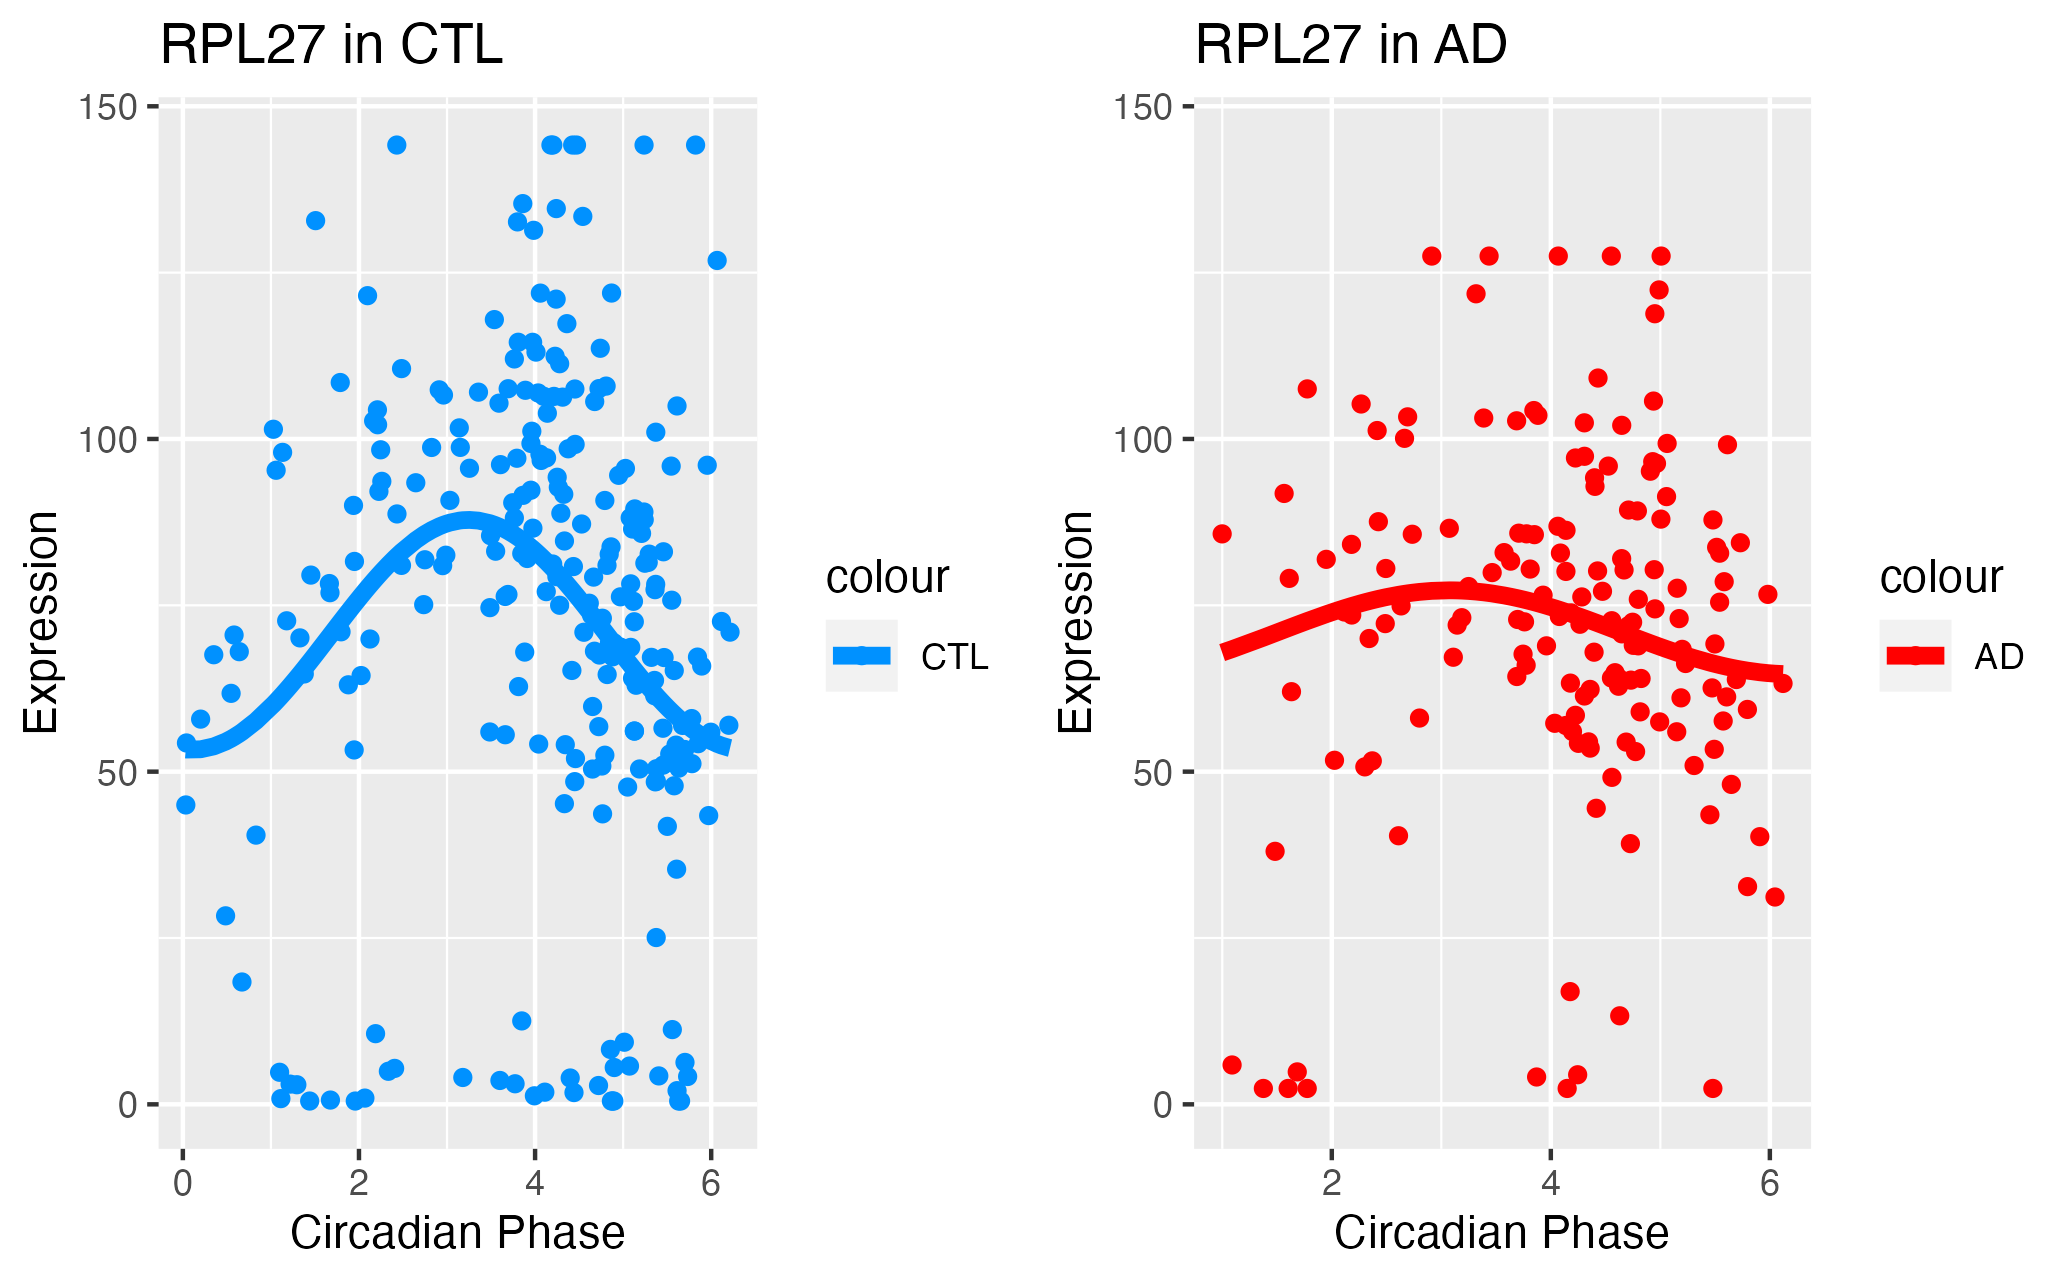 RPL27 in CTL
150
100
50
0
Expression
0 2 4 6
Circadian Phase
colour
CTL
RPL27 in AD
150
100
50
0
Expression
2 4 6
Circadian Phase
colour
AD